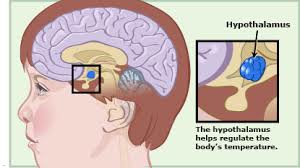 Hypothalamus
The hypothalamus
helps regulate the
body's temperature.